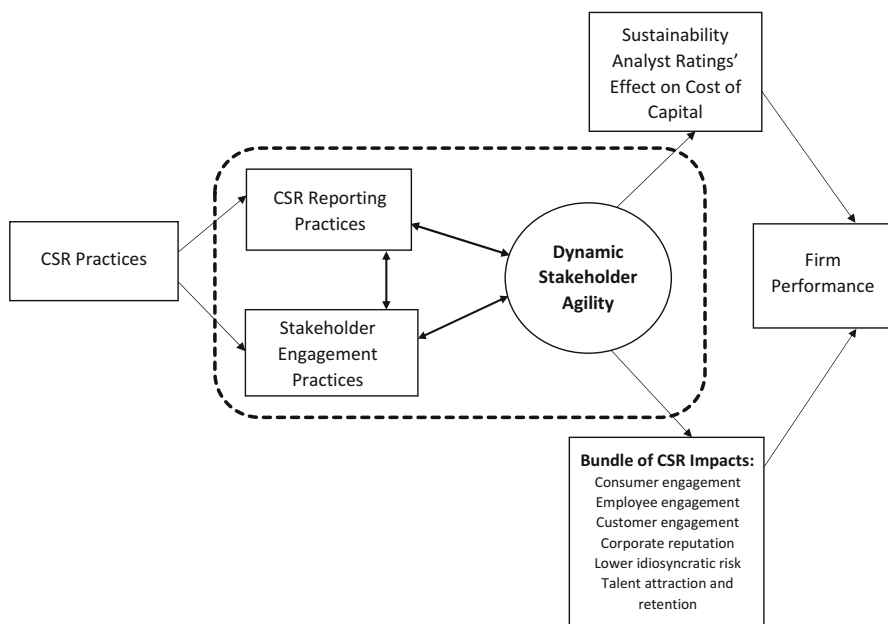 Sustainability
Analyst Ratings’
Effect on Cost of
Capital
CSR Reporting
Practices
CSR Practices
Dynamic
Stakeholder
Agility
Firm
Performance
Stakeholder
Engagement
Practices
Bundle of CSR Impacts:
Consumer engagement
Employee engagement
Customer engagement
Corporate reputation
Lower idiosyncratic risk
Talent attraction and
retention